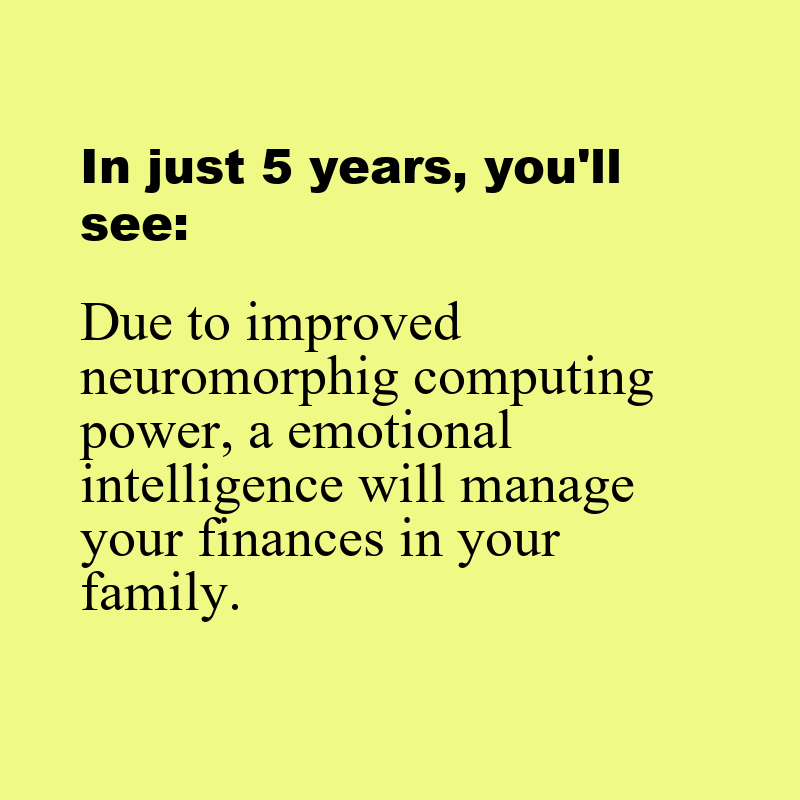 In just 5 years, you'll
see:
Due to improved
neuromorphig computing
power, a emotional
intelligence will manage
your finances in your
family.